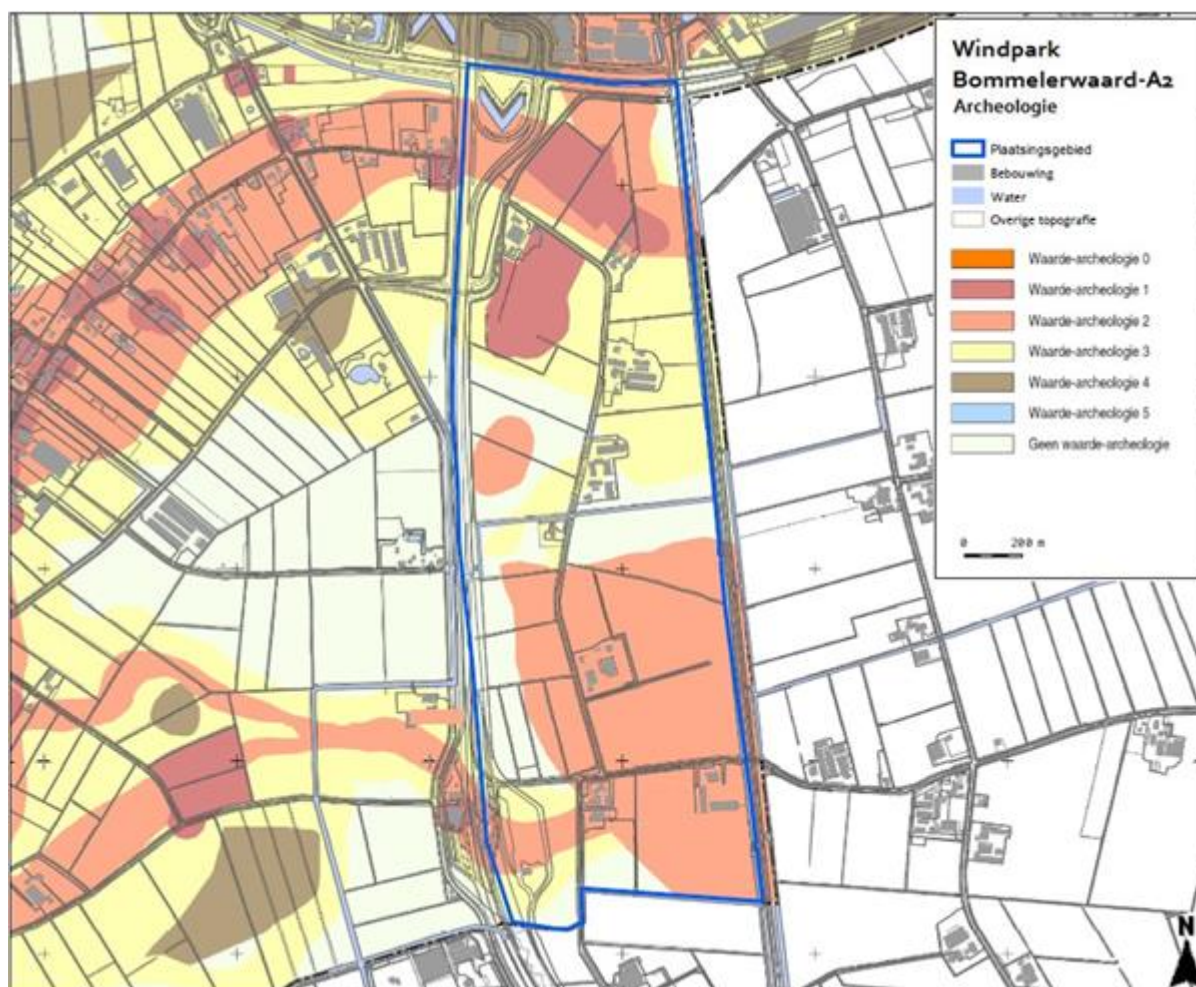 Windpark
Bommelerwaard-A2
Archeologie
Plaatsingsgebied
Bebouwing
Water
Overige topografie
Waarde-archeologie 0
Waarde-archeologie 1
Waarde-archeologie 2
Waarde-archeologie 3
Waarde-archeologie 4
Waarde-archeologie 5
Geen waarde-archeologie
0 200 m
N